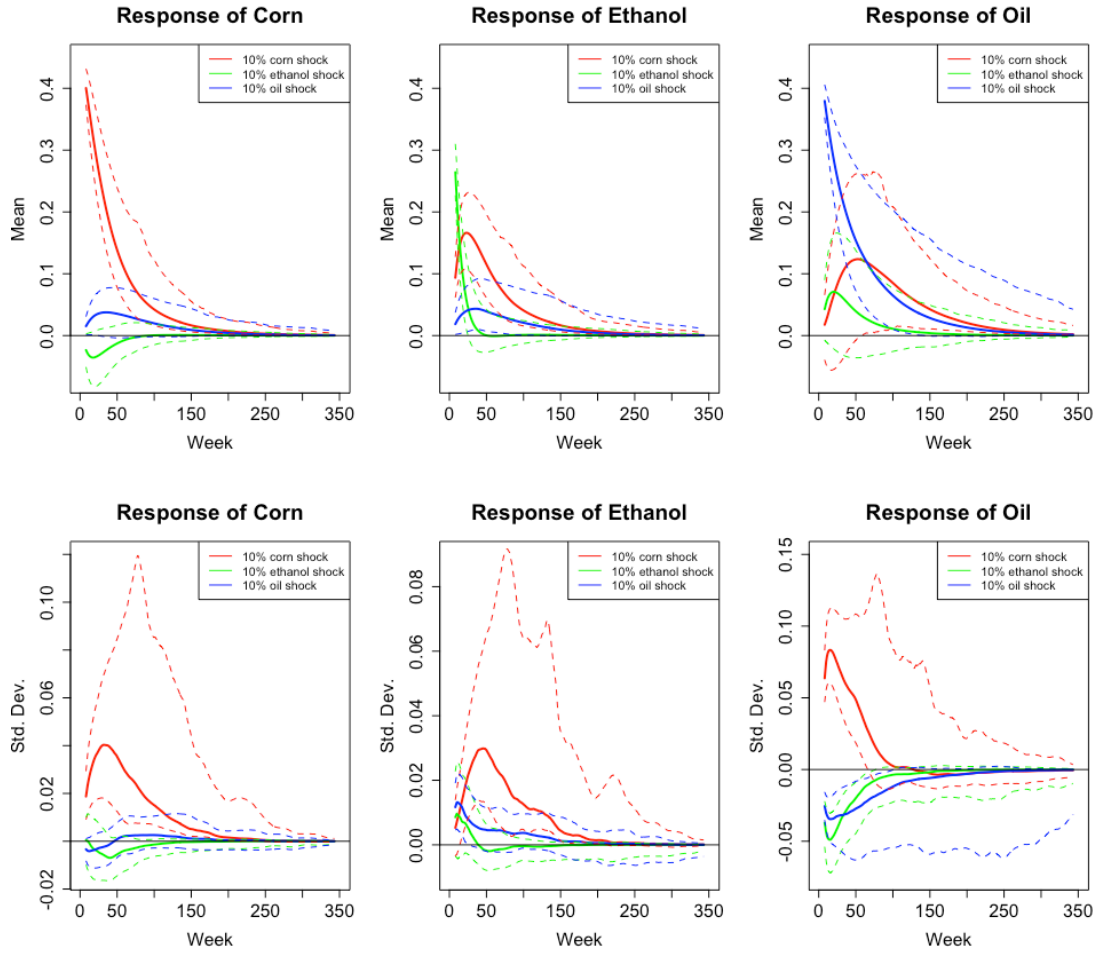 Response of Corn
Response of Ethanol
Response of Oil
10% corn shock
10% ethanol shock
10% oil shock
10% corn shock
10% ethanol shock
10% oil shock
10% corn shock
10% ethanol shock
10% oil shock
Mean
0.0 0.1 0.2 0.3 0.4
Mean
0.0 0.1 0.2 0.3 0.4
Mean
0.0 0.1 0.2 0.3 0.4
0 50 150 250 350
0 50 150 250 350
0 50 150 250 350
Week
Week
Week
Response of Corn
Response of Ethanol
Response of Oil
10% corn shock
10% ethanol shock
10% oil shock
10% corn shock
10% ethanol shock
10% oil shock
10% corn shock
10% ethanol shock
10% oil shock
Std. Dev.
-0.02 0.02 0.06 0.10
Std. Dev.
0.00 0.02 0.04 0.06 0.08
Std. Dev.
-0.05 0.00 0.05 0.10 0.15
0 50 150 250 350
0 50 150 250 350
0 50 150 250 350
Week
Week
Week